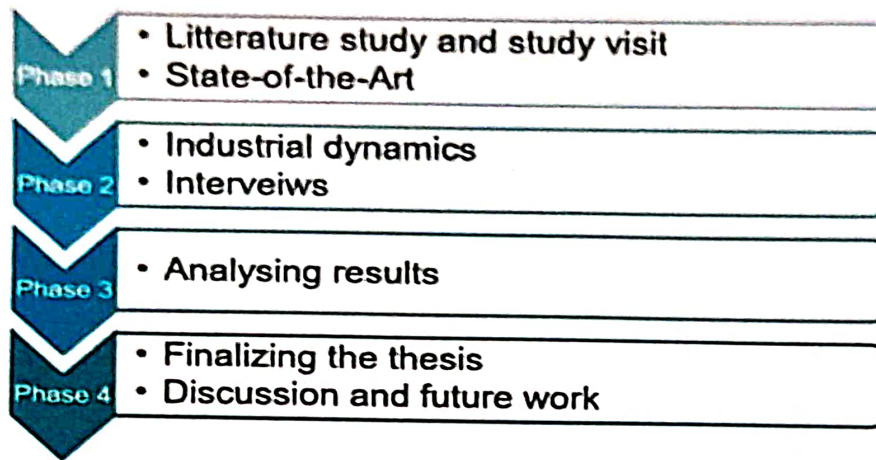 Phase 1
• Litterature study and study visit
• State-of-the-Art
Phase 2
• Industrial dynamics
• Interveiws
Phase 3
• Analysing results
Phase 4
• Finalizing the thesis
• Discussion and future work